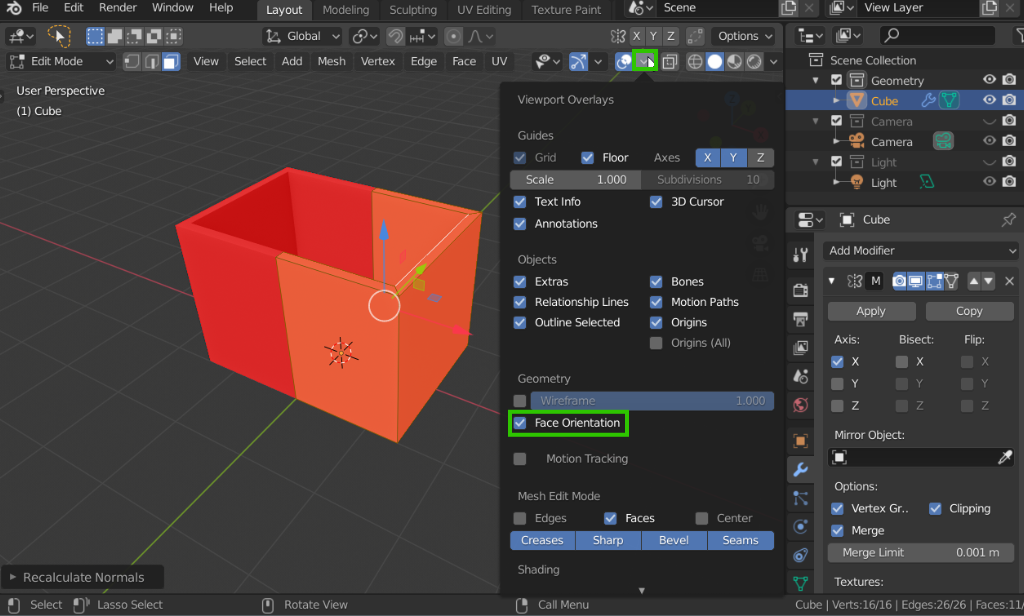 File Edit Render Window Help Layout Modeling Sculpting UV Editing Texture Paint Scene View Layer
Global X Y Z Options
Edit Mode View Select Add Mesh Vertex Edge Face UV
User Perspective
(1) Cube
Viewport Overlays
Guides
Grid Floor Axes X Y Z
Scale 1.000 Subdivisions 10
Text Info 3D Cursor
Annotations
Objects
Extras Bones
Relationship Lines Motion Paths
Outline Selected Origins
Origins (All)
Geometry
Wireframe 1.000
Face Orientation
Motion Tracking
Mesh Edit Mode
Edges Faces Center
Creases Sharp Bevel Seams
Shading
Scene Collection
Geometry
Cube
Camera
Camera
Light
Light
Cube
Add Modifier
M
Apply Copy
Axis: Bisect: Flip:
X X X
Y Y Y
Z Z Z
Mirror Object:
Options:
Vertex Gr.. Clipping
Merge
Merge Limit 0.001 m
Textures:
Recalculate Normals
Select Lasso Select Rotate View Call Menu Cube | Verts:16/16 | Edges:26/26 | Faces:11/